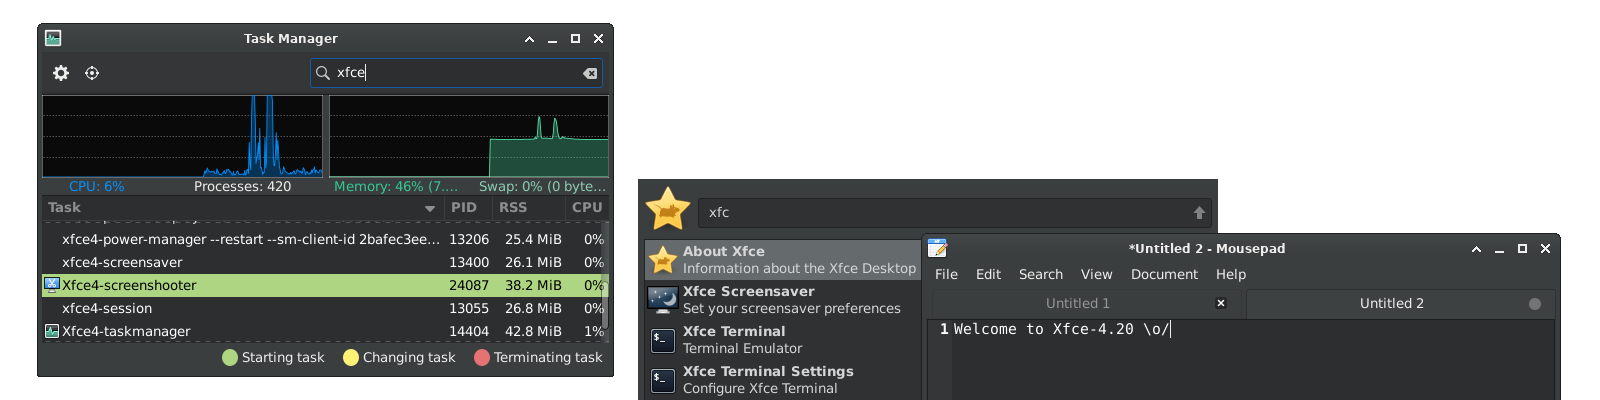 Task Manager
xfce
CPU: 6%
Processes: 420
Memory: 46% (7....
Swap: 0% (0 byte...
Task PID RSS CPU
xfce4-power-manager --restart --sm-client-id 2bafec3ee... 13206 25.4 MiB 0%
xfce4-screensaver 13400 26.1 MiB 0%
Xfce4-screenshooter 24087 38.2 MiB 0%
xfce4-session 13055 26.8 MiB 0%
Xfce4-taskmanager 14404 42.8 MiB 1%
Starting task Changing task Terminating task
xfc
About Xfce
Information about the Xfce Desktop
Xfce Screensaver
Set your screensaver preferences
Xfce Terminal
Terminal Emulator
Xfce Terminal Settings
Configure Xfce Terminal
*Untitled 2 - Mousepad
File Edit Search View Document Help
Untitled 1 Untitled 2
1 Welcome to Xfce-4.20 \o/